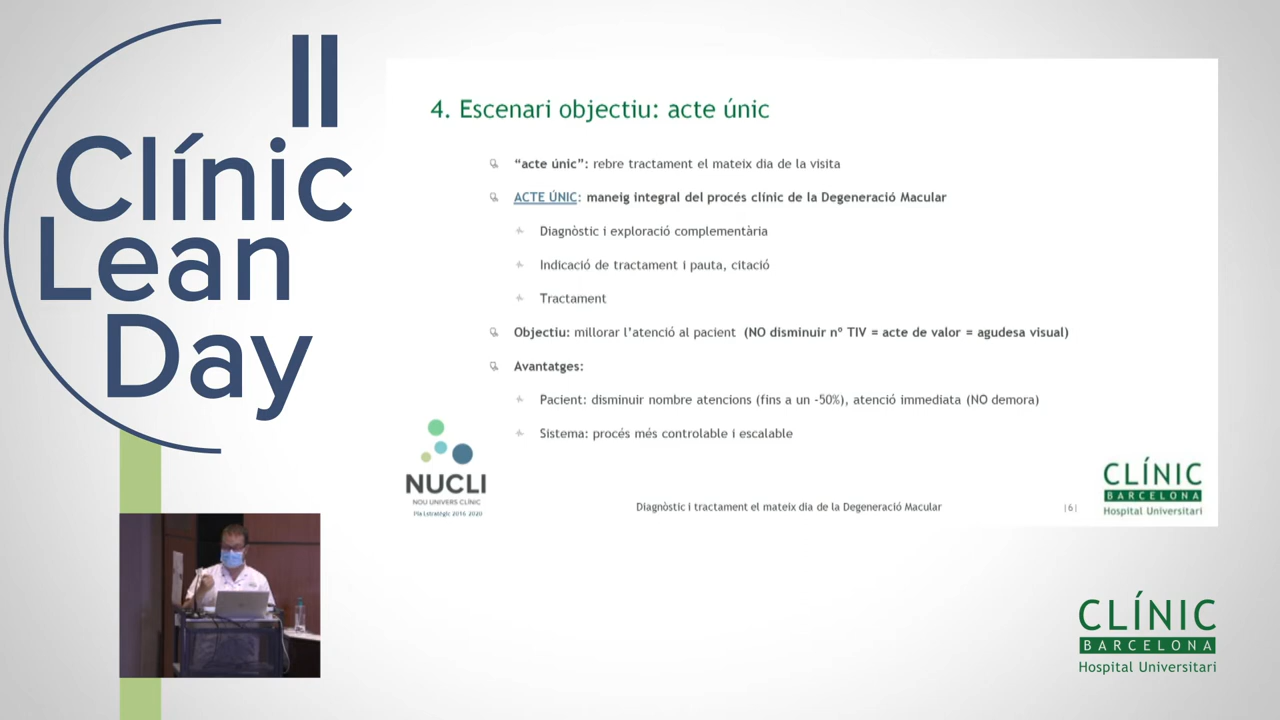 II
Clínic
Lean
Day
4. Escenari objectiu: acte únic
“acte únic”: rebre tractament el mateix dia de la visita
ACTE ÚNIC: maneig integral del procés clínic de la Degeneració Macular
Diagnòstic i exploració complementària
Indicació de tractament i pauta, citació
Tractament
Objectiu: millorar l’atenció al pacient (NO disminuir nº TIV = acte de valor = agudesa visual)
Avantatges:
Pacient: disminuir nombre atencions (fins a un -50%), atenció immediata (NO demora)
Sistema: procés més controlable i escalable
NUCLI
NOU UNIVERS CLÍNIC
Pla Estratègic 2016-2020
Diagnòstic i tractament el mateix dia de la Degeneració Macular
|6|
CLÍNIC
BARCELONA
Hospital Universitari
CLÍNIC
BARCELONA
Hospital Universitari